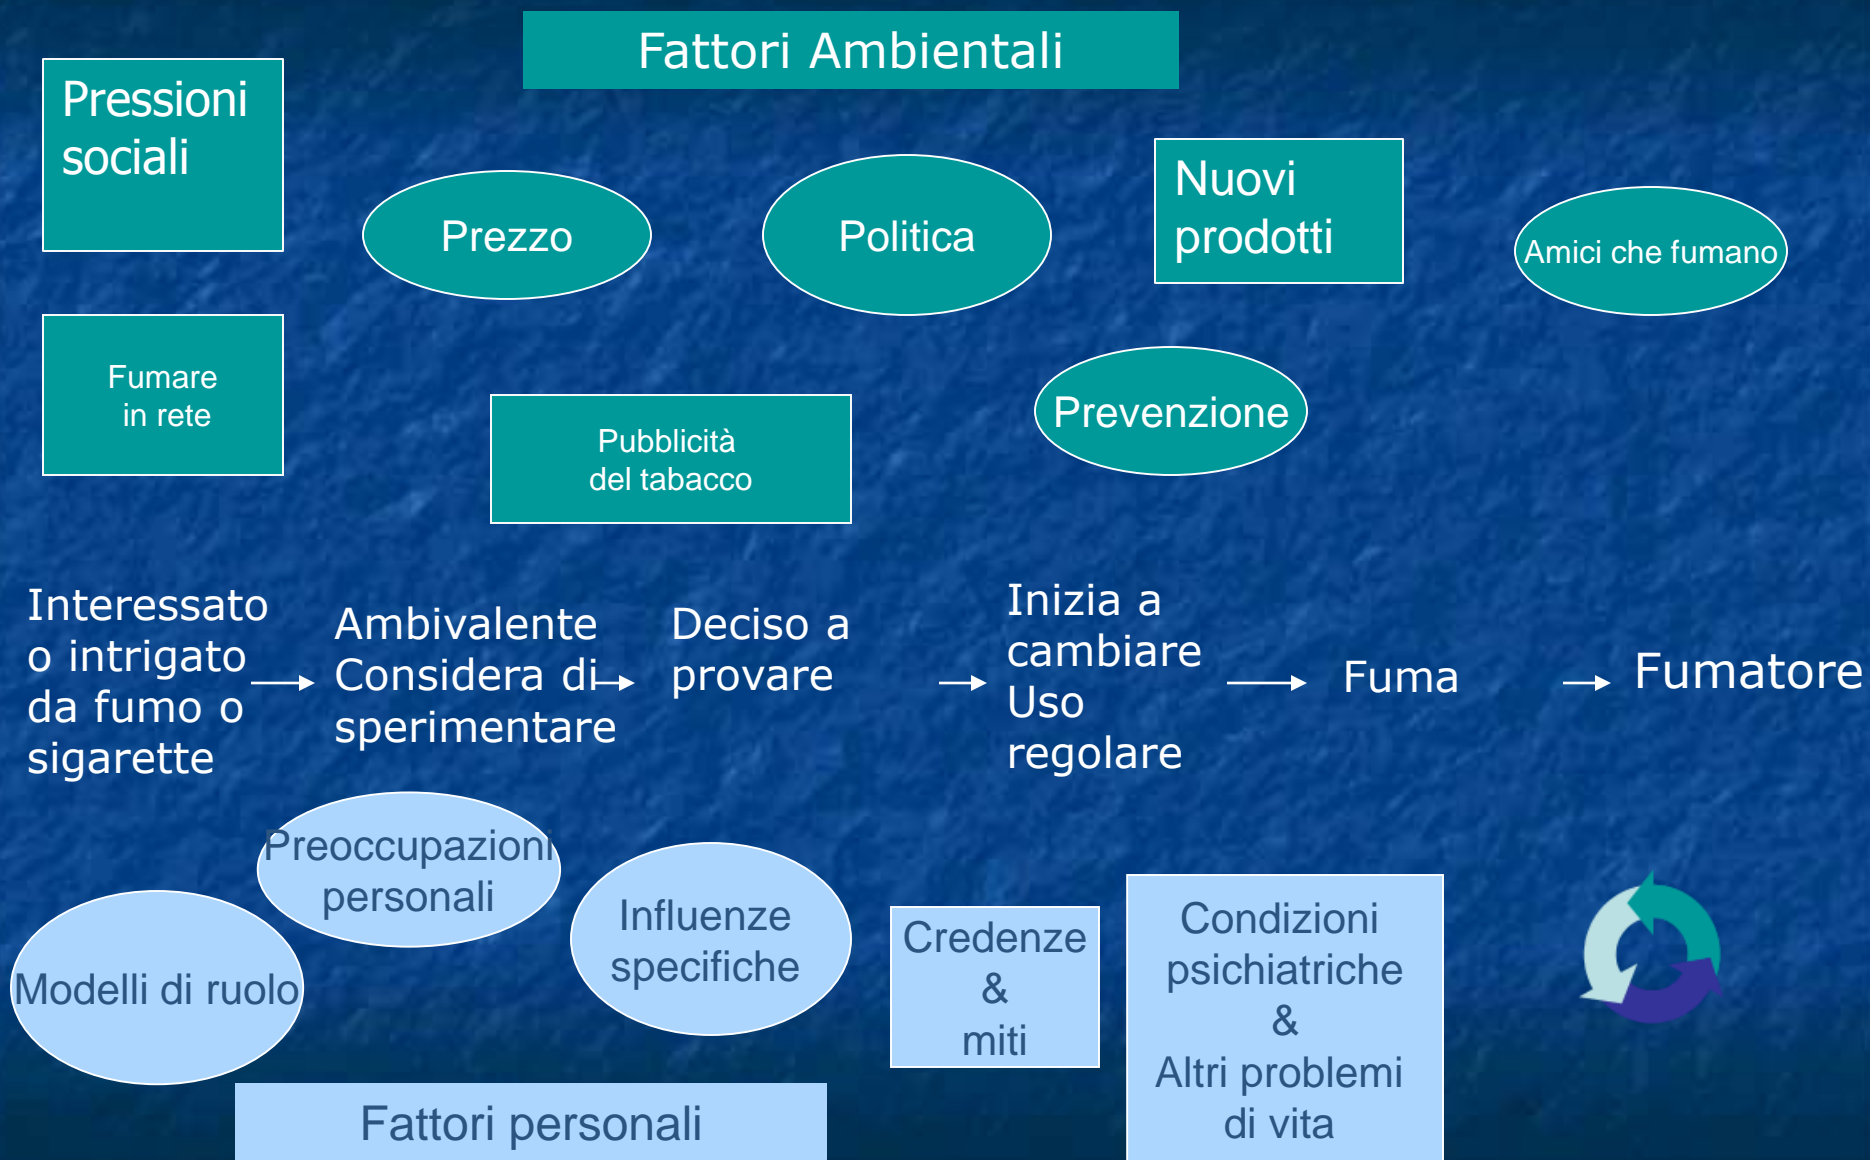 Fattori Ambientali
Pressioni
sociali
Prezzo
Politica
Nuovi
prodotti
Amici che fumano
Fumare
in rete
Pubblicità
del tabacco
Prevenzione
Interessato
o intrigato
da fumo o
sigarette
Ambivalente
Considera di
sperimentare
Deciso a
provare
Inizia a
cambiare
Uso
regolare
Fuma
Fumatore
Preoccupazioni
personali
Modelli di ruolo
Influenze
specifiche
Credenze
&
miti
Condizioni
psichiatriche
&
Altri problemi
di vita
Fattori personali